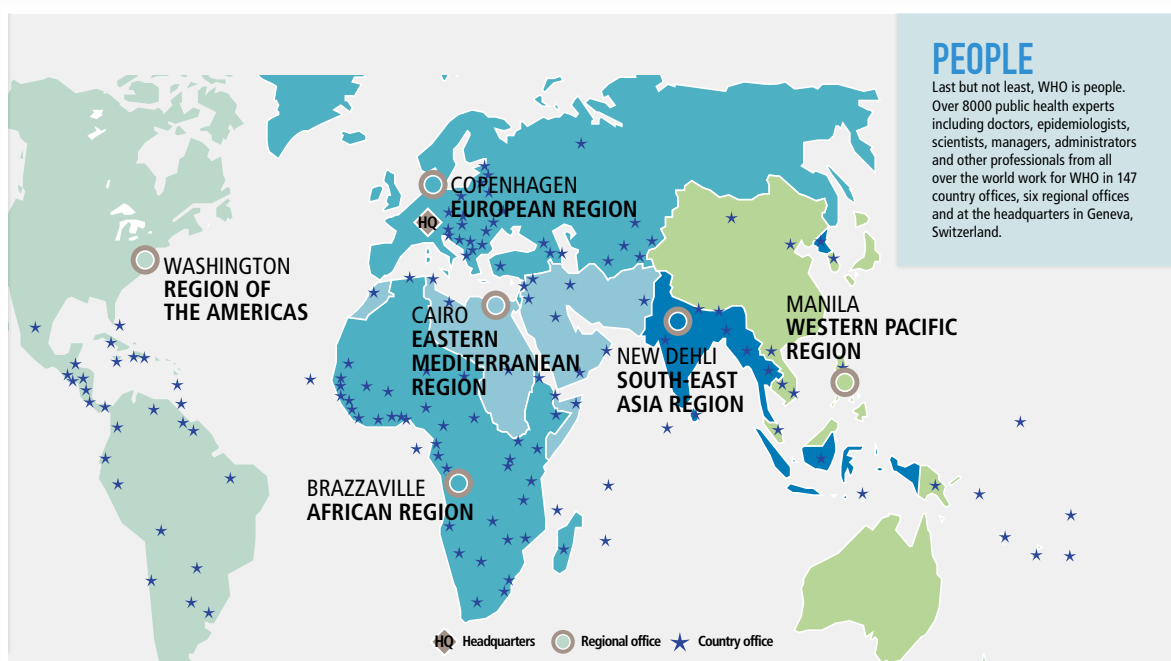 PEOPLE
Last but not least, WHO is people.
Over 8000 public health experts
including doctors, epidemiologists,
scientists, managers, administrators
and other professionals from all
over the world work for WHO in 147
country offices, six regional offices
and at the headquarters in Geneva,
Switzerland.
COPENHAGEN
EUROPEAN REGION
HQ
WASHINGTON
REGION OF
THE AMERICAS
CAIRO
EASTERN
MEDITERRANEAN
REGION
NEW DEHLI
SOUTH-EAST
ASIA REGION
MANILA
WESTERN PACIFIC
REGION
BRAZZAVILLE
AFRICAN REGION
HQ Headquarters Regional office Country office